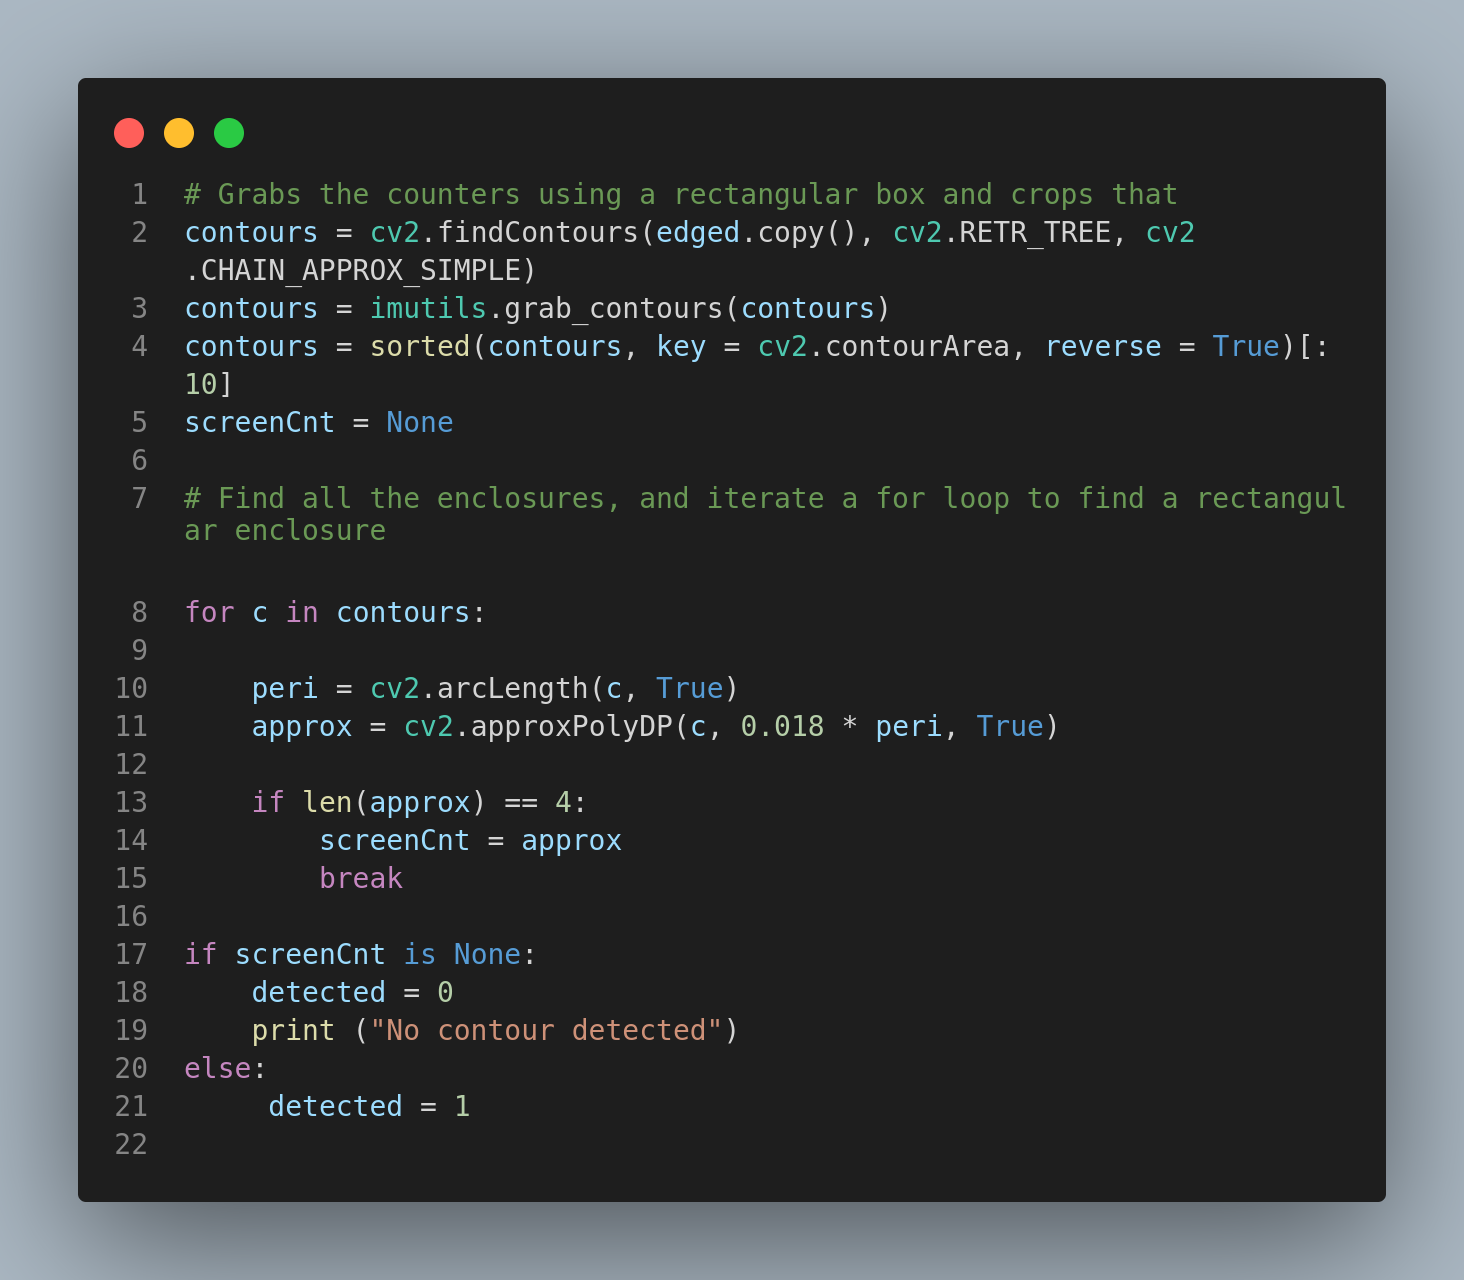 1 # Grabs the counters using a rectangular box and crops that
2 contours = cv2.findContours(edged.copy(), cv2.RETR_TREE, cv2
.CHAIN_APPROX_SIMPLE)
3 contours = imutils.grab_contours(contours)
4 contours = sorted(contours, key = cv2.contourArea, reverse = True)[:
10]
5 screenCnt = None
6
7 # Find all the enclosures, and iterate a for loop to find a rectangul
ar enclosure
8 for c in contours:
9
10     peri = cv2.arcLength(c, True)
11     approx = cv2.approxPolyDP(c, 0.018 * peri, True)
12
13     if len(approx) == 4:
14         screenCnt = approx
15         break
16
17 if screenCnt is None:
18     detected = 0
19     print ("No contour detected")
20 else:
21      detected = 1
22